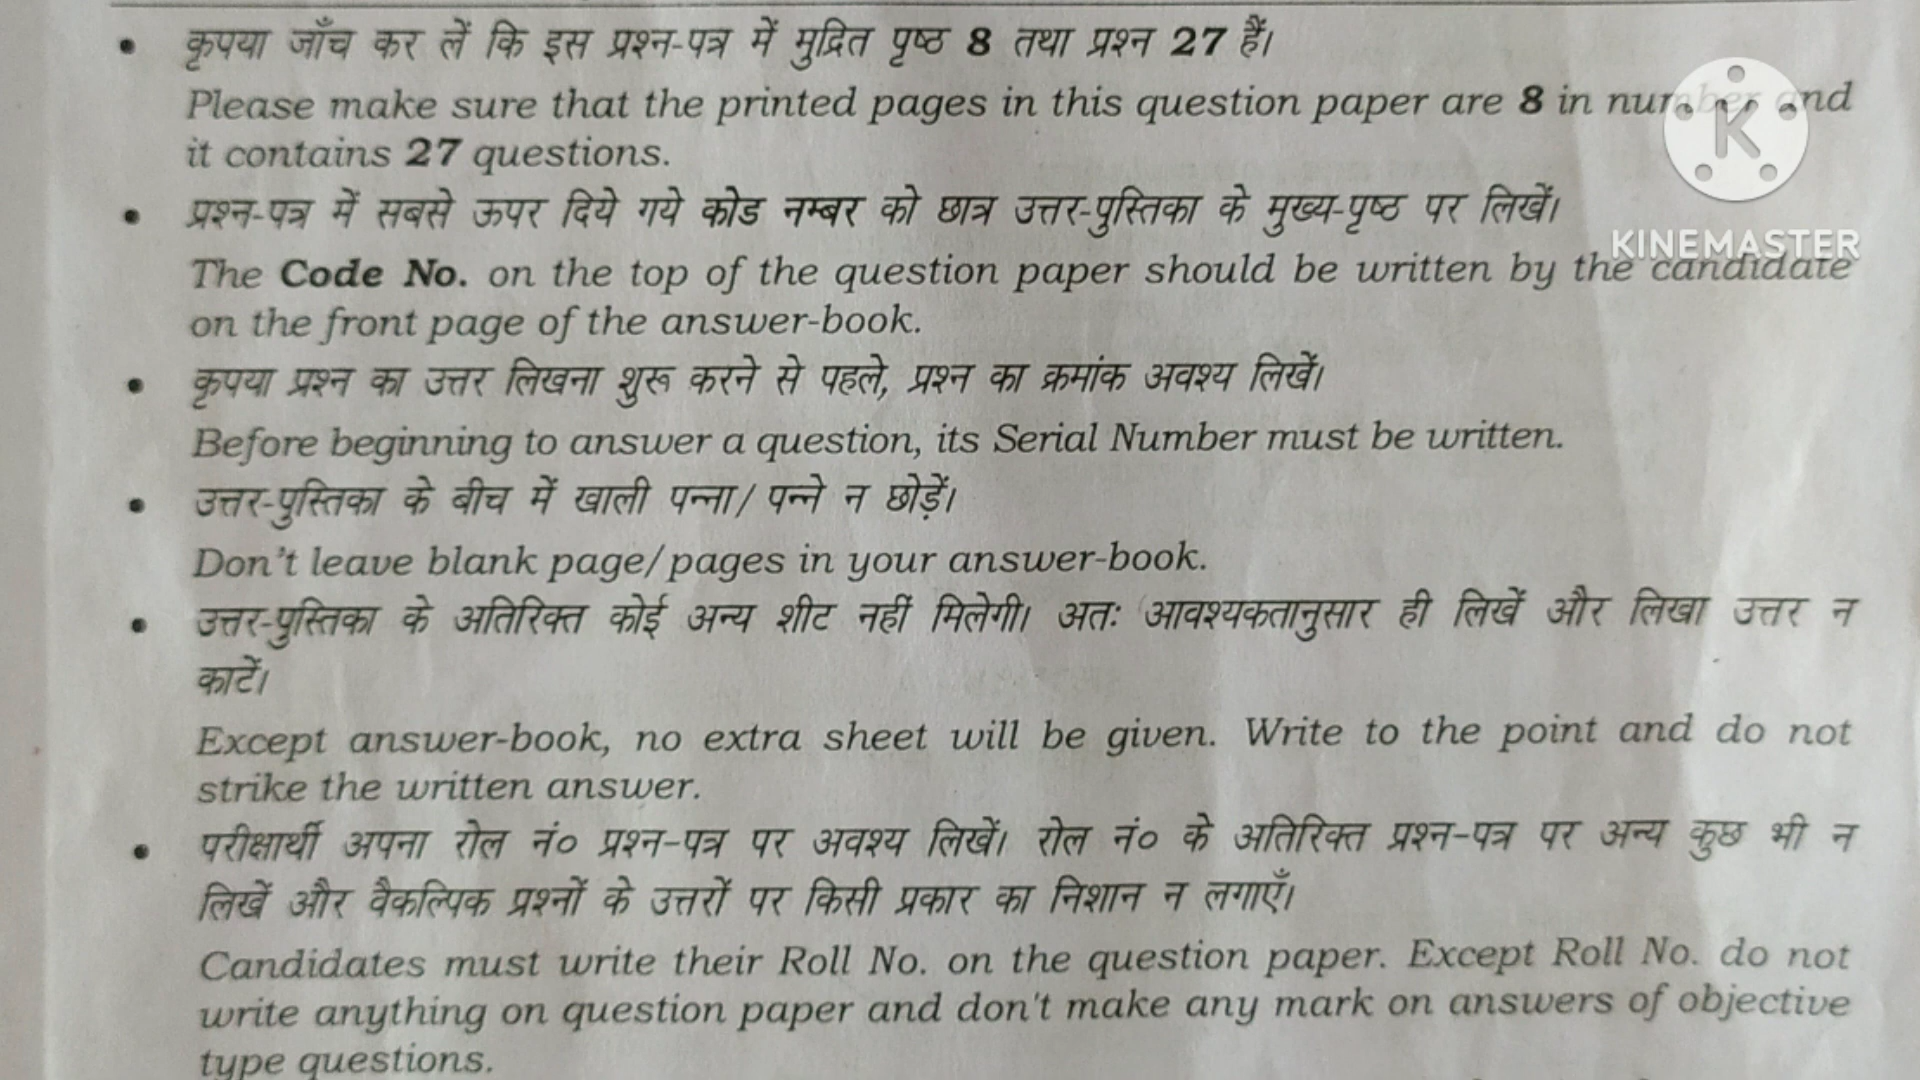 • कृपया जाँच कर लें कि इस प्रश्न-पत्र में मुद्रित पृष्ठ 8 तथा प्रश्न 27 हैं।
Please make sure that the printed pages in this question paper are 8 in number and
it contains 27 questions.
• प्रश्न-पत्र में सबसे ऊपर दिये गये कोड नम्बर को छात्र उत्तर-पुस्तिका के मुख्य-पृष्ठ पर लिखें।
The Code No. on the top of the question paper should be written by the candidate
on the front page of the answer-book.
• कृपया प्रश्न का उत्तर लिखना शुरू करने से पहले, प्रश्न का क्रमांक अवश्य लिखें।
Before beginning to answer a question, its Serial Number must be written.
• उत्तर-पुस्तिका के बीच में खाली पन्ना/ पन्ने न छोड़ें।
Don't leave blank page/pages in your answer-book.
• उत्तर-पुस्तिका के अतिरिक्त कोई अन्य शीट नहीं मिलेगी। अतः आवश्यकतानुसार ही लिखें और लिखा उत्तर न
काटें।
Except answer-book, no extra sheet will be given. Write to the point and do not
strike the written answer.
• परीक्षार्थी अपना रोल नं० प्रश्न-पत्र पर अवश्य लिखें। रोल नं० के अतिरिक्त प्रश्न-पत्र पर अन्य कुछ भी न
लिखें और वैकल्पिक प्रश्नों के उत्तरों पर किसी प्रकार का निशान न लगाएँ।
Candidates must write their Roll No. on the question paper. Except Roll No. do not
write anything on question paper and don't make any mark on answers of objective
type questions.
K
KINEMASTER